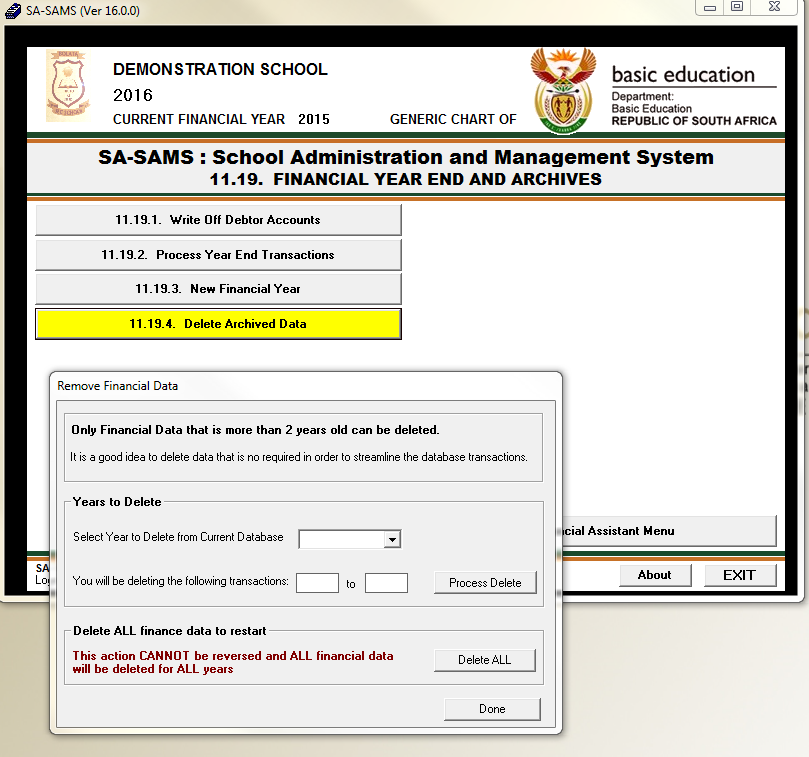 SA-SAMS (Ver 16.0.0)
DEMONSTRATION SCHOOL
2016
CURRENT FINANCIAL YEAR 2015 GENERIC CHART OF
basic education
Department:
Basic Education
REPUBLIC OF SOUTH AFRICA
SA-SAMS : School Administration and Management System
11.19. FINANCIAL YEAR END AND ARCHIVES
11.19.1. Write Off Debtor Accounts
11.19.2. Process Year End Transactions
11.19.3. New Financial Year
11.19.4. Delete Archived Data
Remove Financial Data
Only Financial Data that is more than 2 years old can be deleted.
It is a good idea to delete data that is no required in order to streamline the database transactions.
Years to Delete
Select Year to Delete from Current Database
You will be deleting the following transactions: to Process Delete
Delete ALL finance data to restart
This action CANNOT be reversed and ALL financial data
will be deleted for ALL years
Delete ALL
Done
cial Assistant Menu
SA
Lo
About EXIT